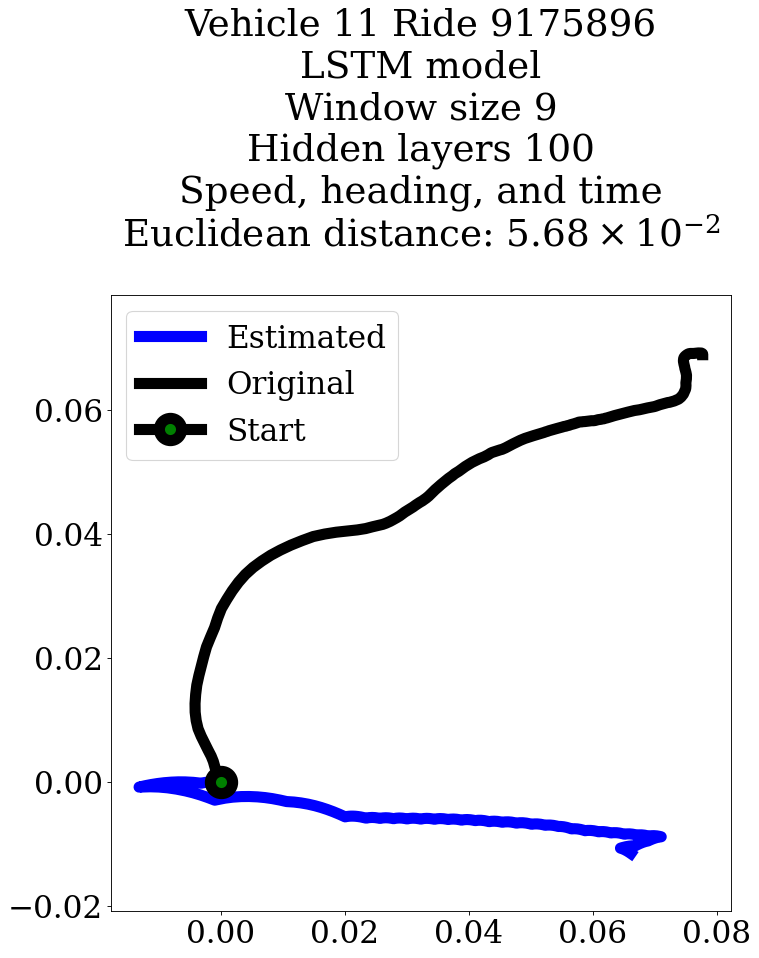 Vehicle 11 Ride 9175896
LSTM model
Window size 9
Hidden layers 100
Speed, heading, and time
Euclidean distance: 5.68 × 10⁻²
Estimated
Original
Start
0.06
0.04
0.02
0.00
−0.02
0.00 0.02 0.04 0.06 0.08